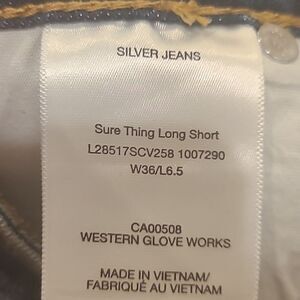 SILVER JEANS
Sure Thing Long Short
L28517SCV258 1007290
W36/L6.5
CA00508
WESTERN GLOVE WORKS
MADE IN VIETNAM/
FABRIQUÉ AU VIETNAM